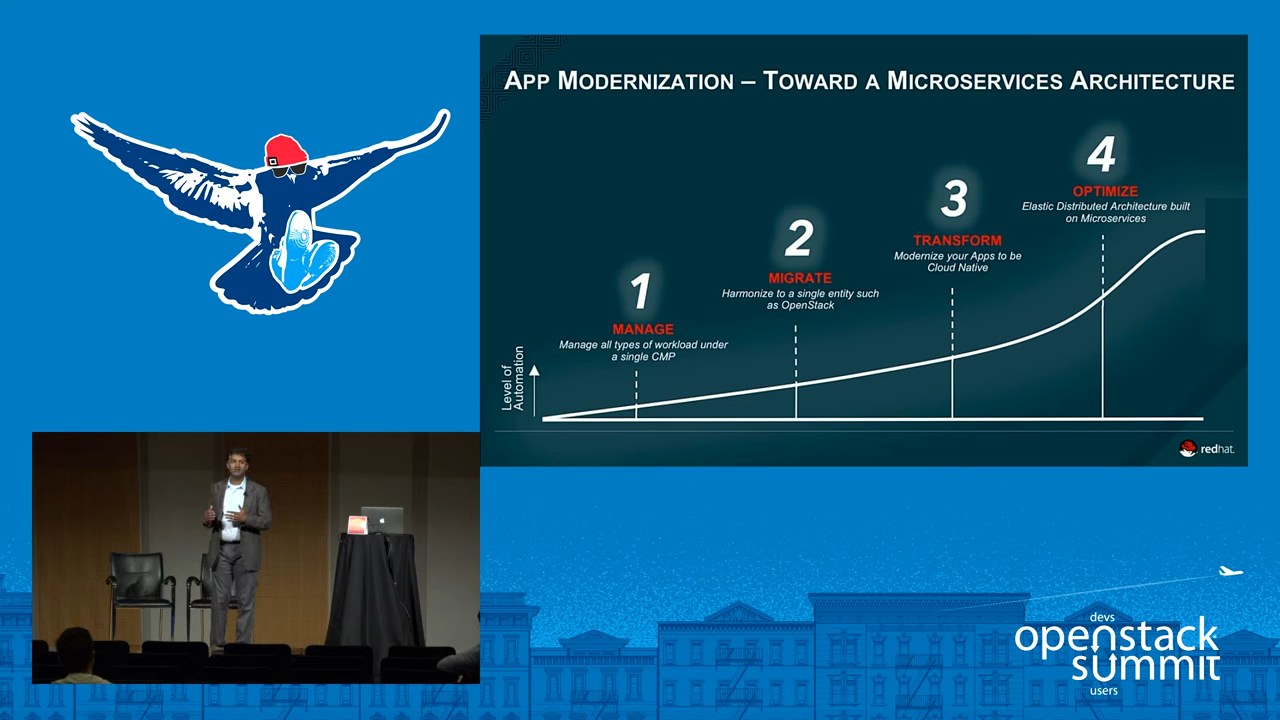 APP MODERNIZATION – TOWARD A MICROSERVICES ARCHITECTURE
1
MANAGE
Manage all types of workload under
a single CMP
2
MIGRATE
Harmonize to a single entity such
as OpenStack
3
TRANSFORM
Modernize your Apps to be
Cloud Native
4
OPTIMIZE
Elastic Distributed Architecture built
on Microservices
Level of
Automation
redhat.
devs
openstack
summit
users